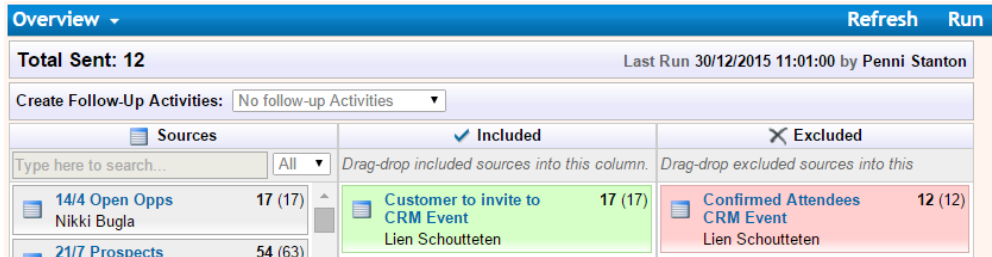 Overview Refresh Run
Total Sent: 12 Last Run 30/12/2015 11:01:00 by Penni Stanton
Create Follow-Up Activities: No follow-up Activities
Sources Included Excluded
Type here to search... All Drag-drop included sources into this column. Drag-drop excluded sources into this
14/4 Open Opps 17 (17)
Nikki Bugla
21/7 Prospects 54 (63)
Customer to invite to 17 (17)
CRM Event
Lien Schoutteten
Confirmed Attendees 12 (12)
CRM Event
Lien Schoutteten